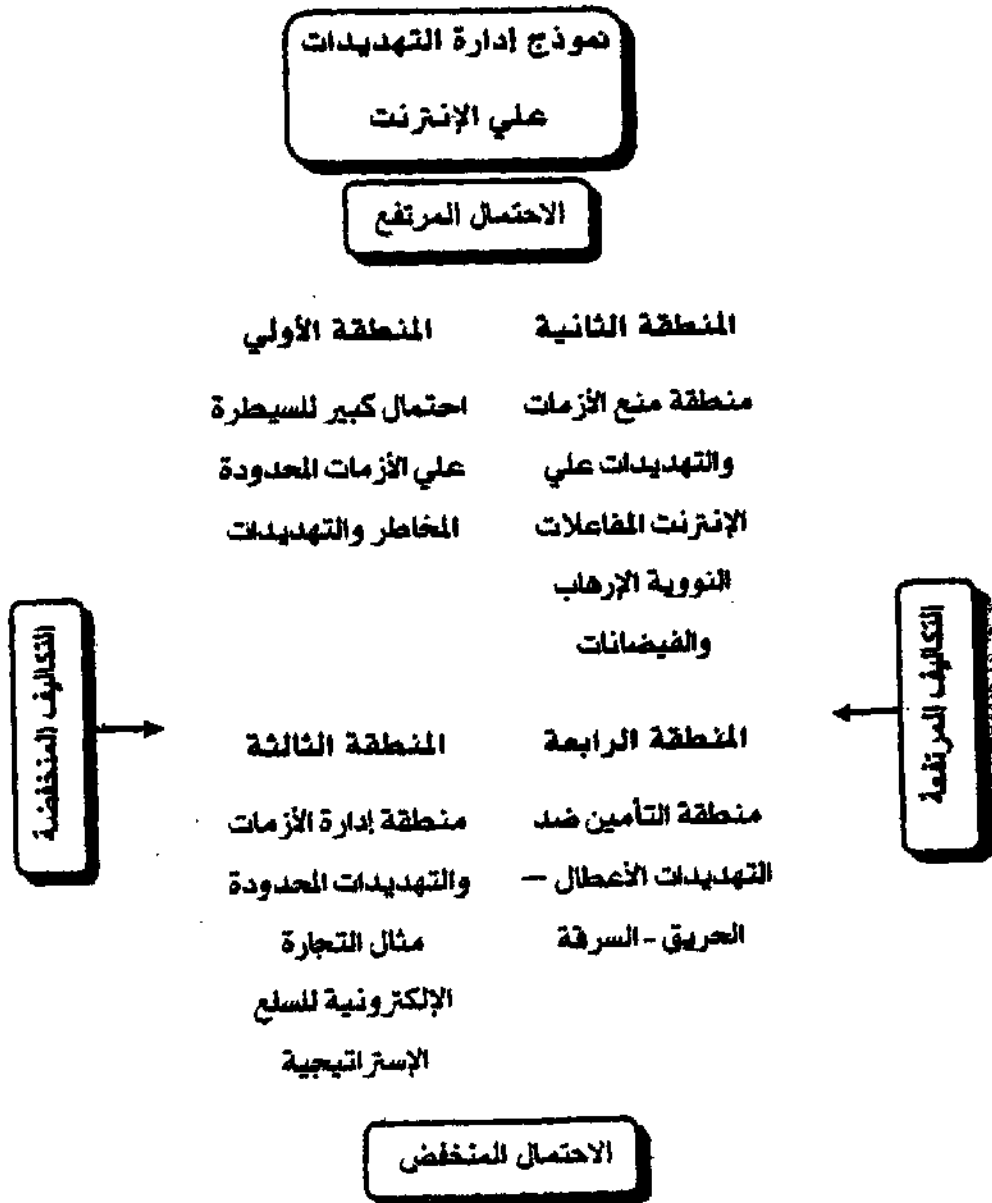 نموذج إدارة التهديدات
علي الإنترنت
الاحتمال المرتفع
المنطقة الثانية
منطقة منع الأزمات
والتهديدات علي
الإنترنت المفاعلات
النووية الإرهاب
والفيضانات
المنطقة الأولي
احتمال كبير للسيطرة
علي الأزمات المحدودة
المخاطر والتهديدات
التكاليف المرتفعة
التكاليف المنخفضة
المنطقة الرابعة
منطقة التأمين ضد
التهديدات الأعطال –
الحريق - السرقة
المنطقة الثالثة
منطقة إدارة الأزمات
والتهديدات المحدودة
مثال التجارة
الإلكترونية للسلع
الإستراتيجية
الاحتمال المنخفض